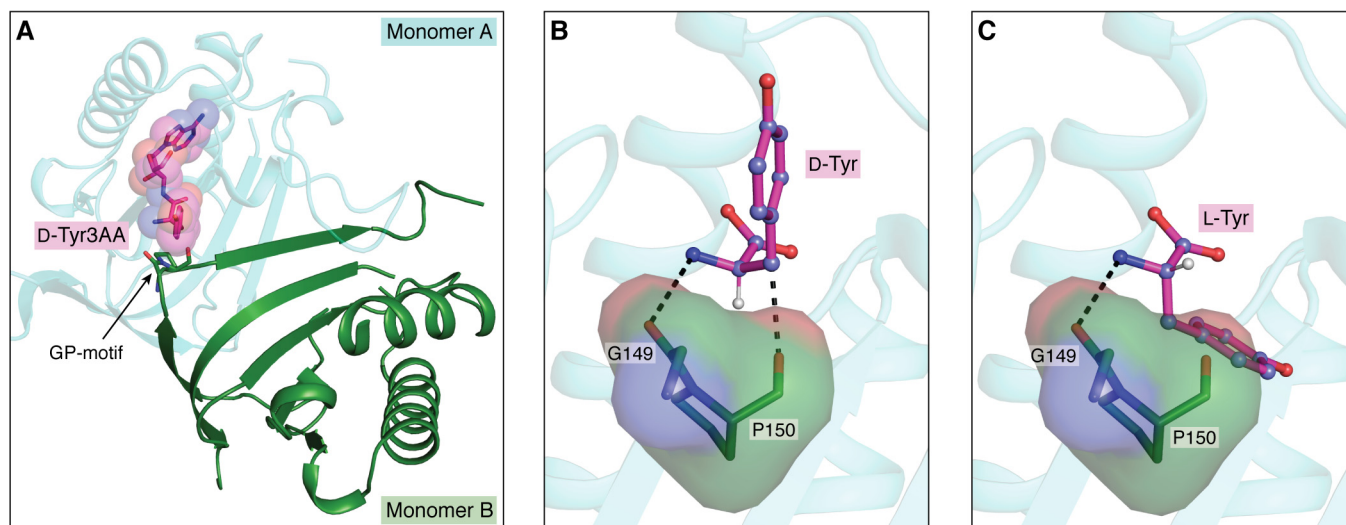 A
Monomer A
D-Tyr3AA
GP-motif
Monomer B
B
D-Tyr
G149
P150
C
L-Tyr
G149
P150